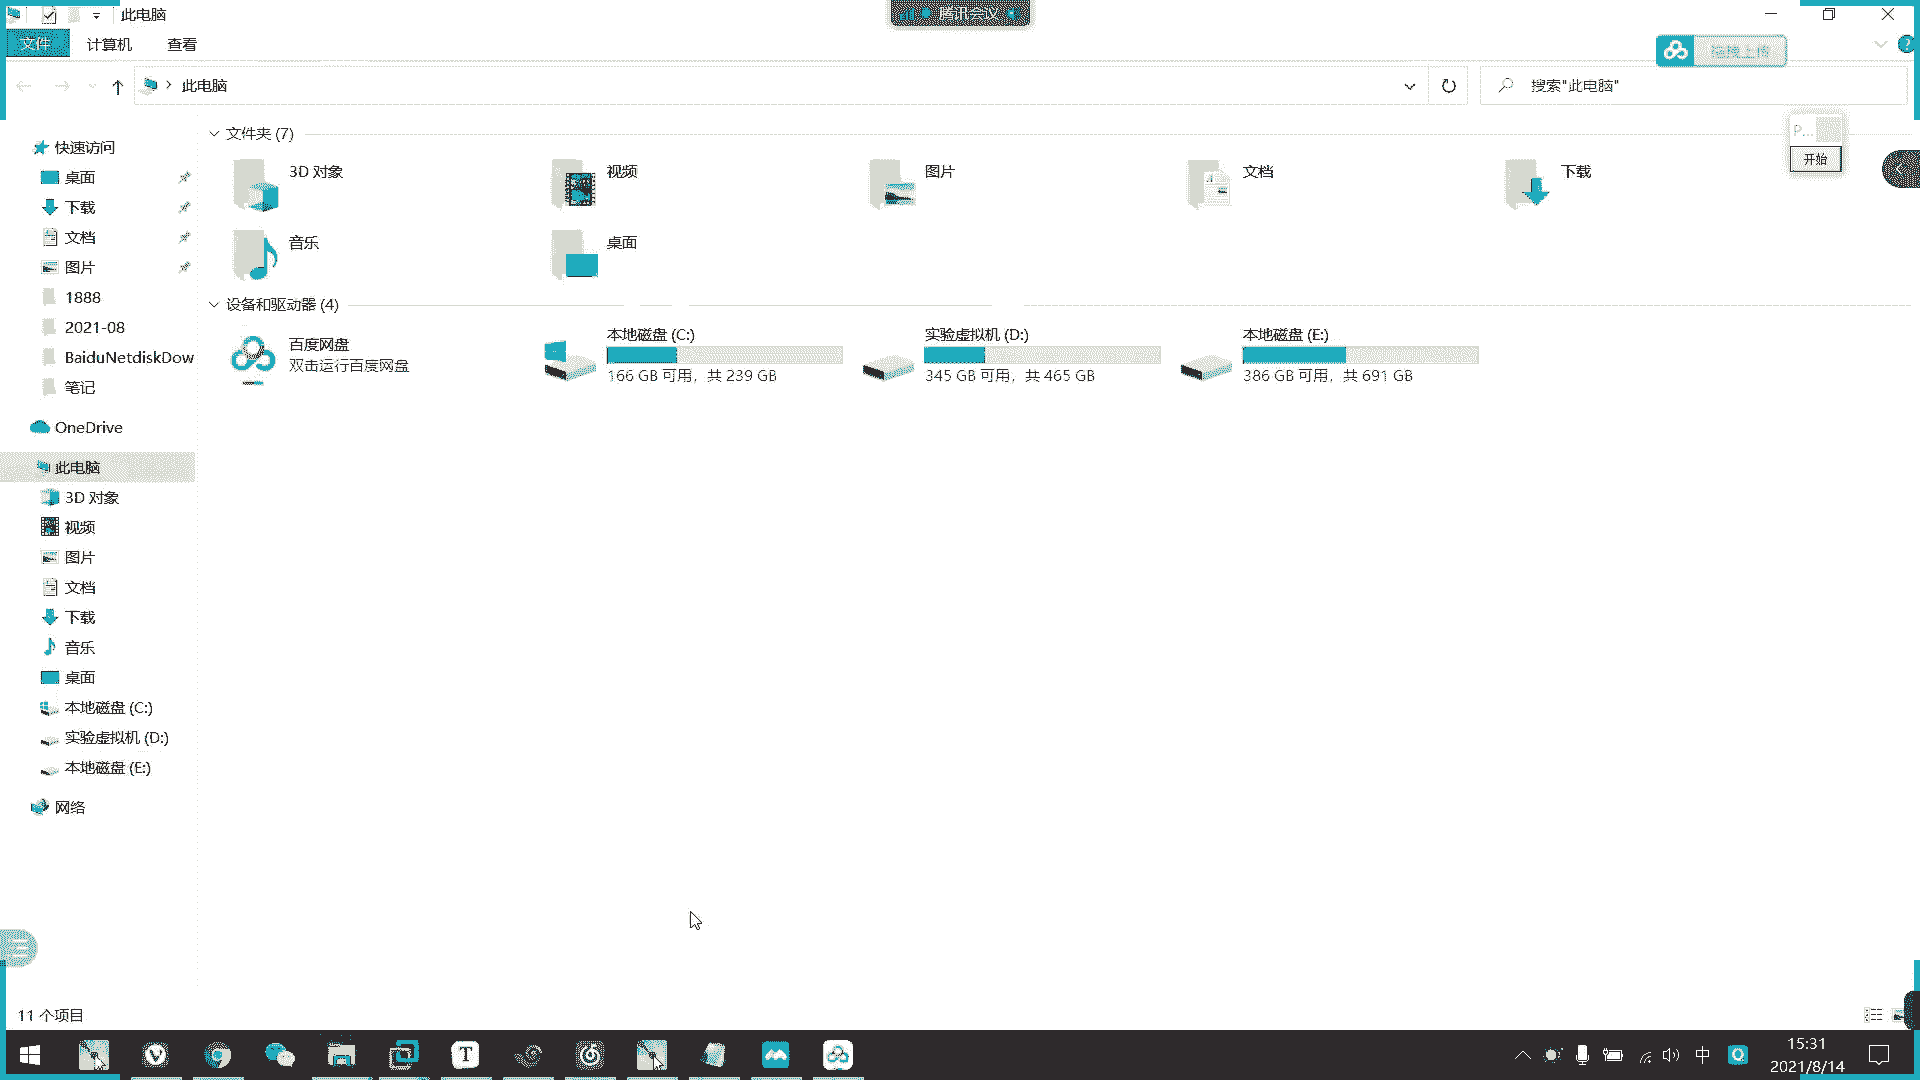 此电脑
腾讯会议
文件
计算机
查看
拖拽上传
此电脑
搜索"此电脑"
P...
开始
快速访问
桌面
下载
文档
图片
1888
2021-08
BaiduNetdiskDow
笔记
OneDrive
此电脑
3D 对象
视频
图片
文档
下载
音乐
桌面
本地磁盘 (C:)
实验虚拟机 (D:)
本地磁盘 (E:)
网络
文件夹 (7)
3D 对象
视频
图片
文档
下载
音乐
桌面
设备和驱动器 (4)
百度网盘
双击运行百度网盘
本地磁盘 (C:)
166 GB 可用，共 239 GB
实验虚拟机 (D:)
345 GB 可用，共 465 GB
本地磁盘 (E:)
386 GB 可用，共 691 GB
11 个项目
中
15:31
2021/8/14